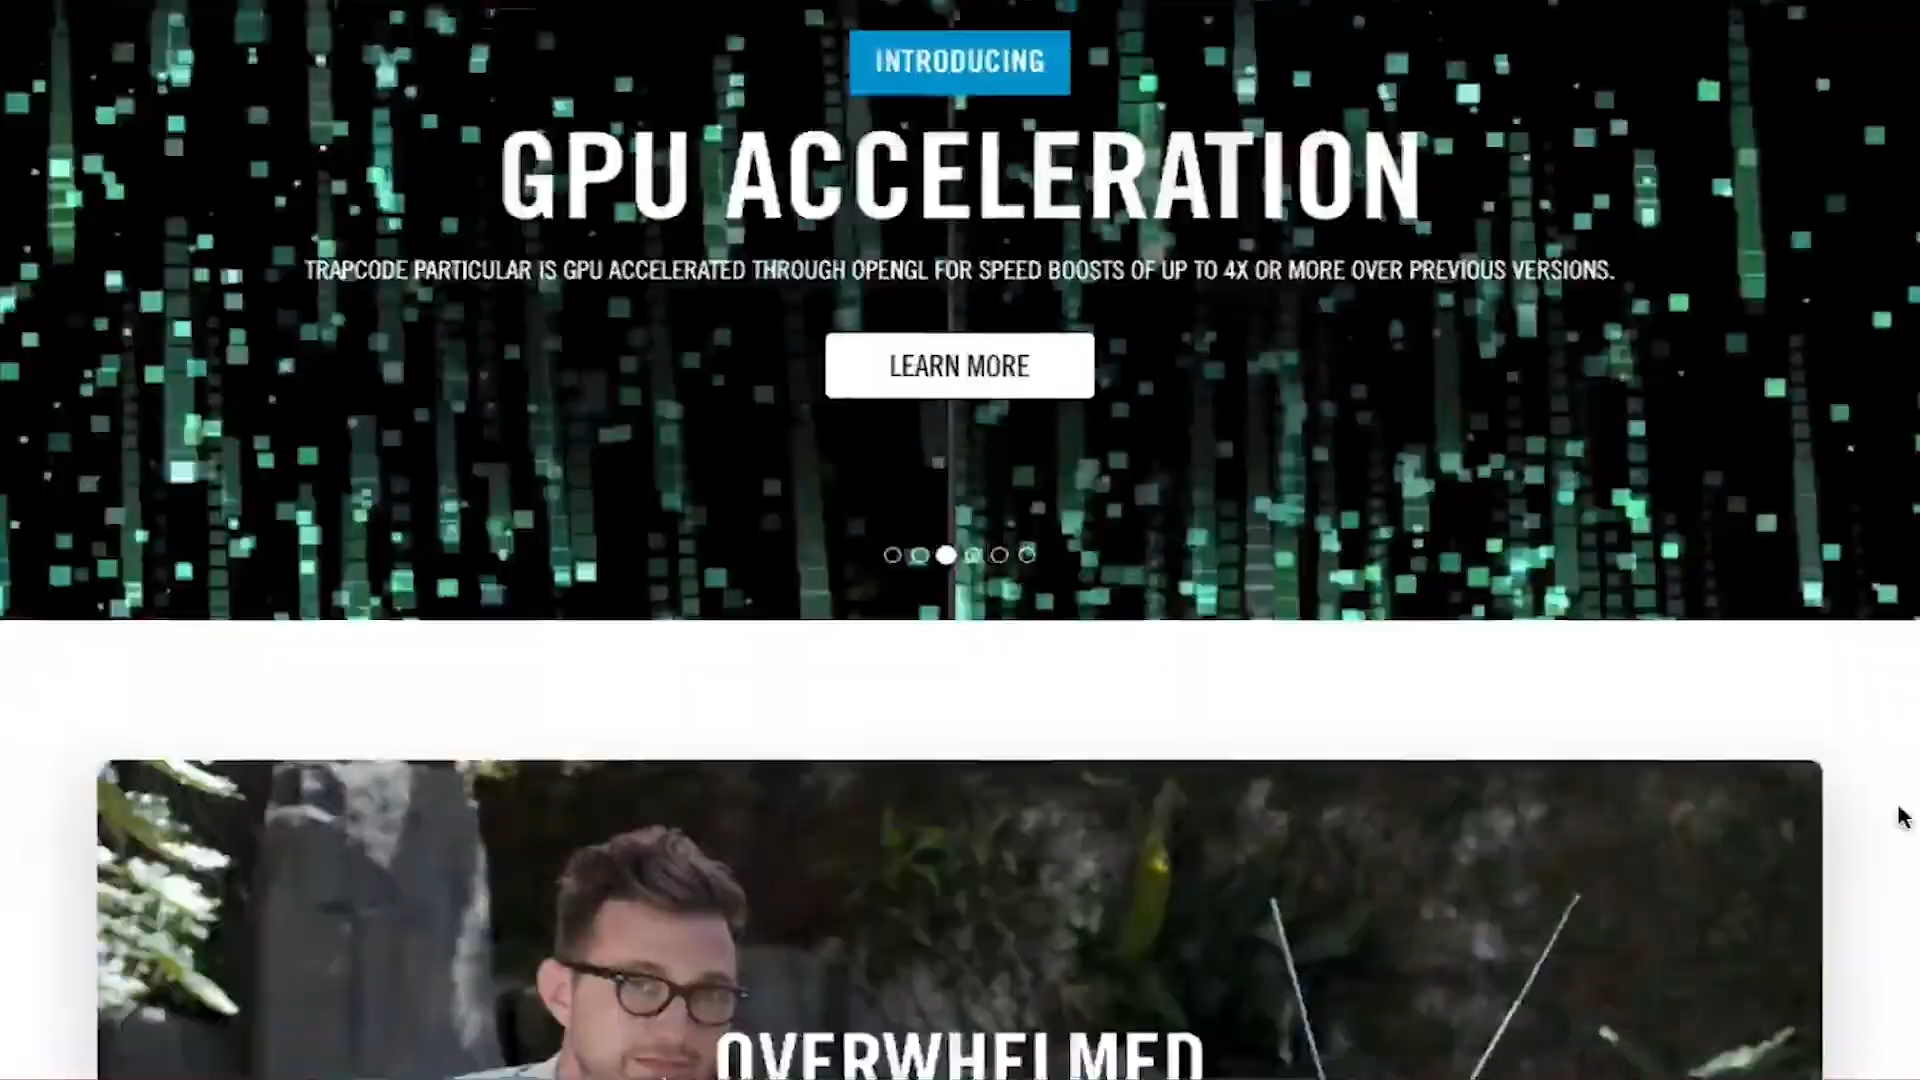 INTRODUCING
GPU ACCELERATION
TRAPCODE PARTICULAR IS GPU ACCELERATED THROUGH OPENGL FOR SPEED BOOSTS OF UP TO 4X OR MORE OVER PREVIOUS VERSIONS.
LEARN MORE
OVERWHELMED